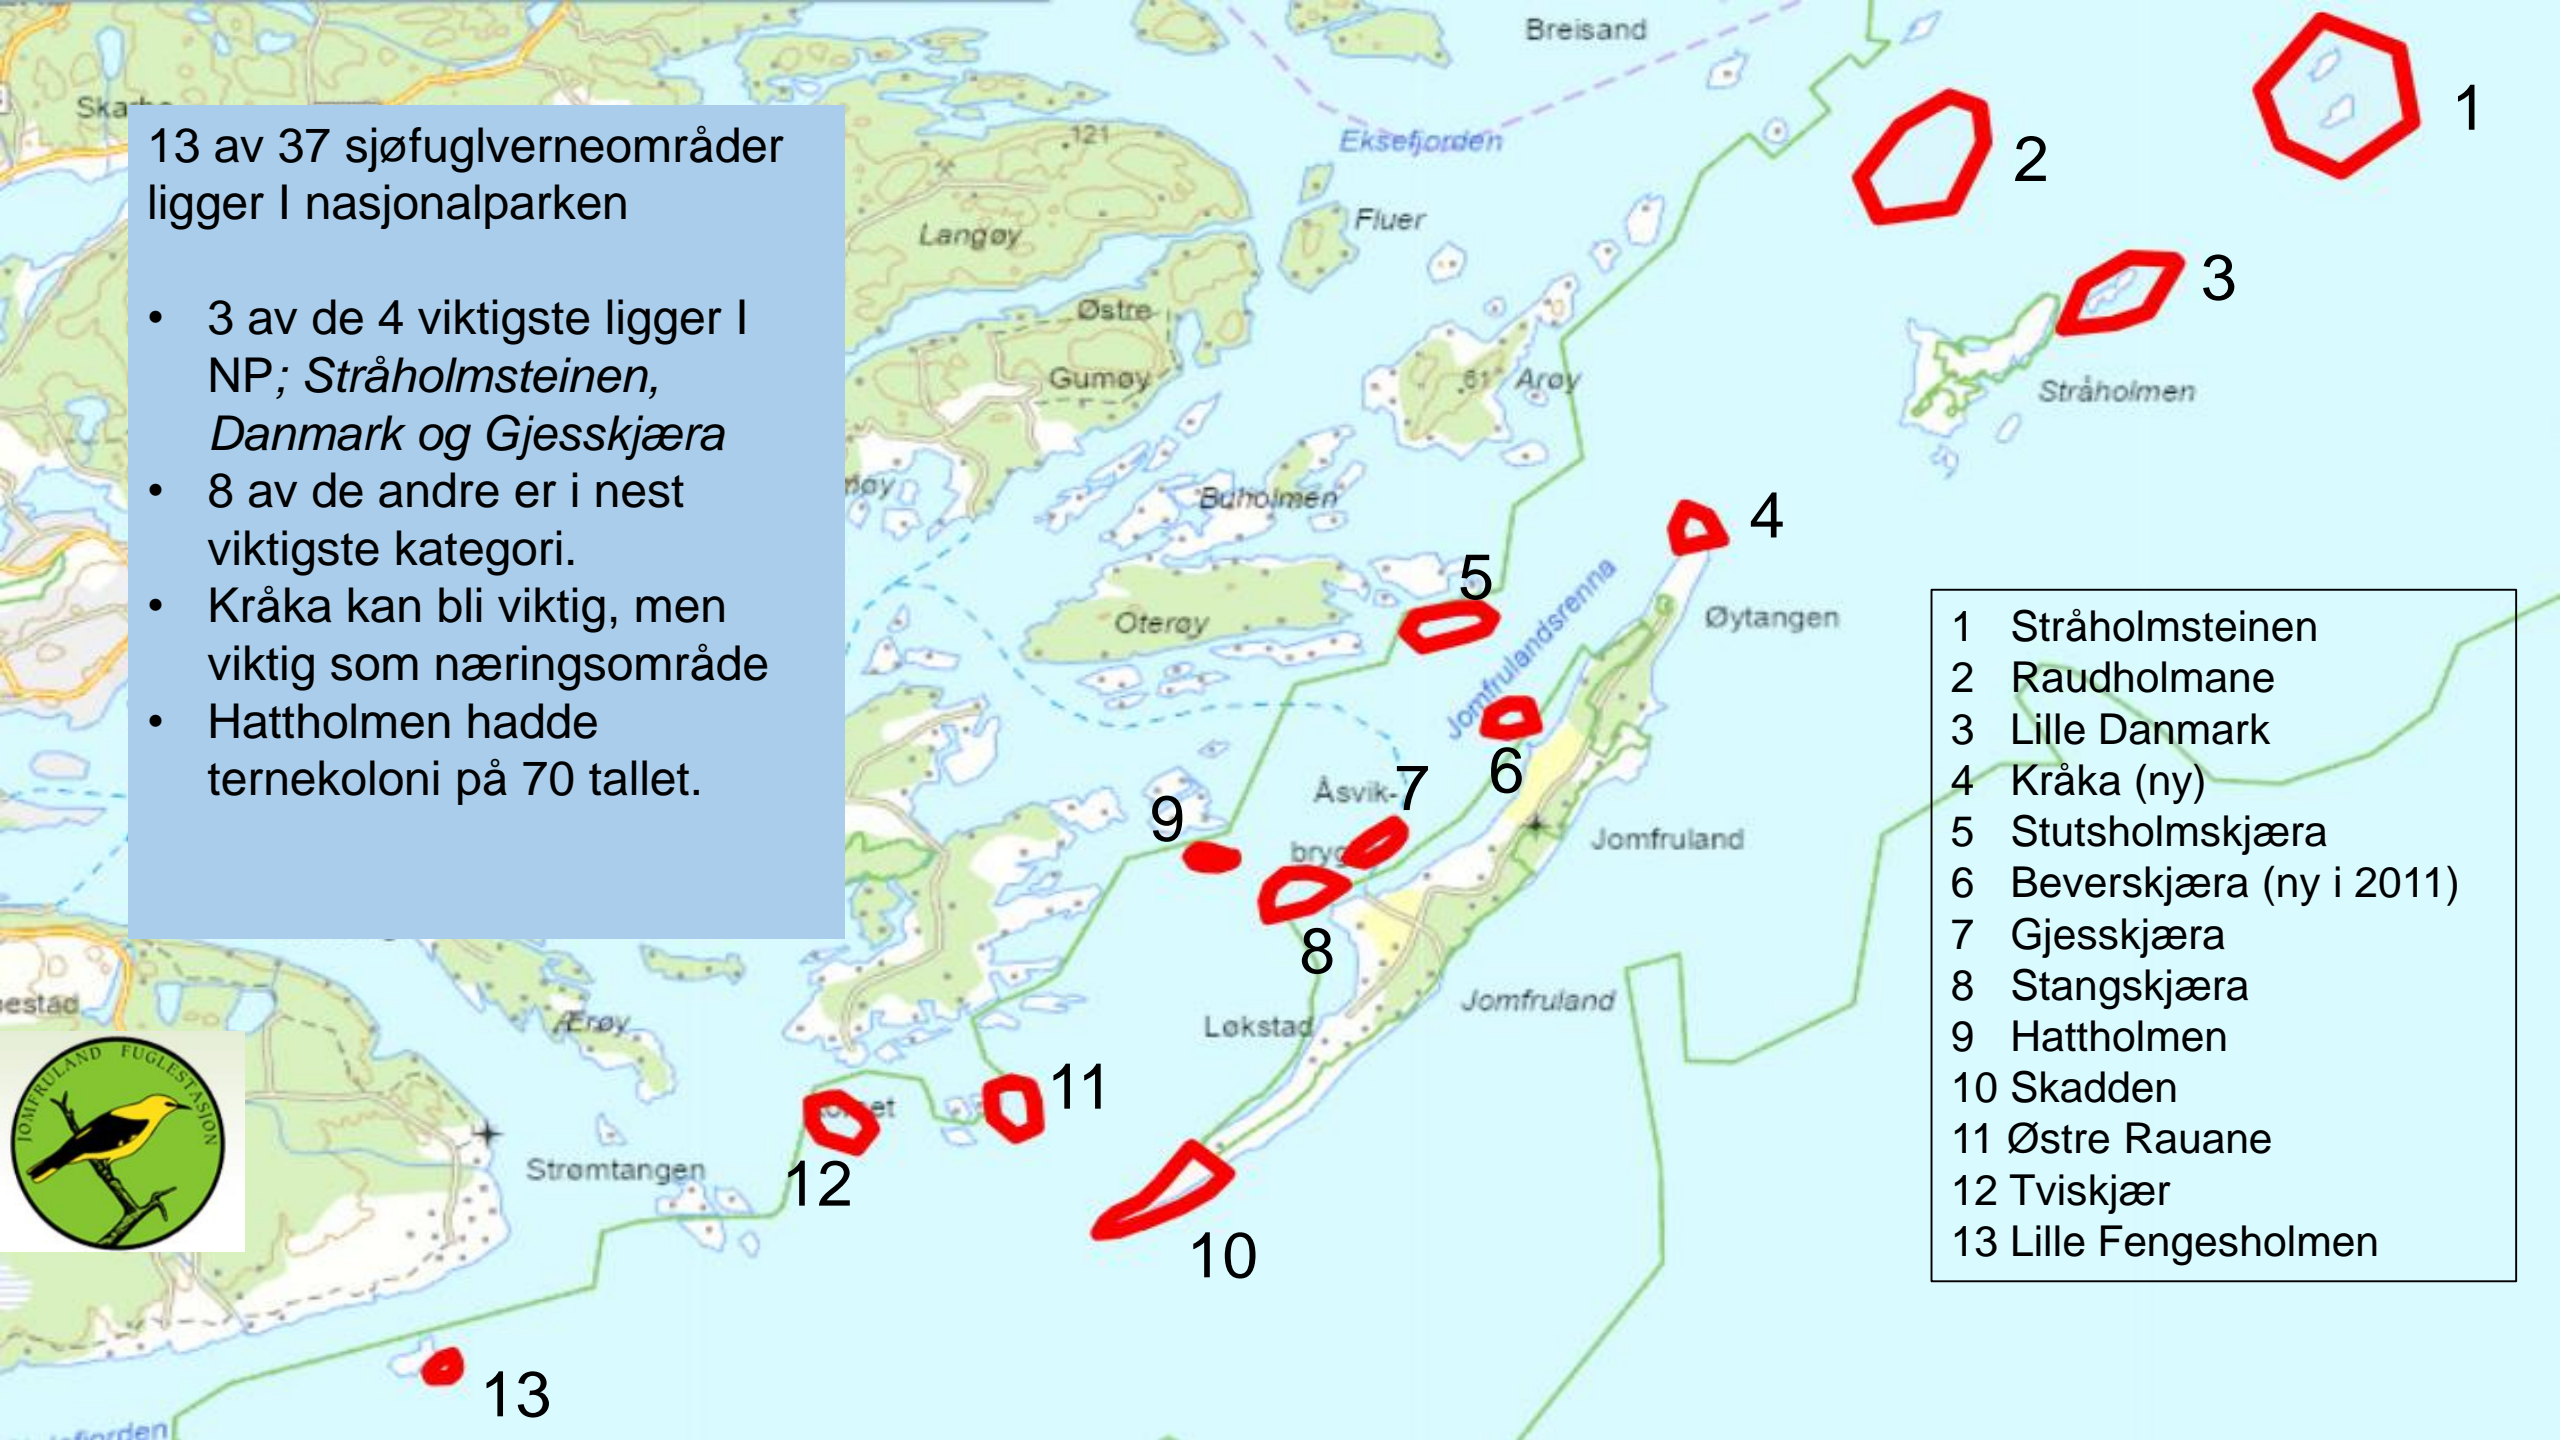 Breisand
Eksefjorden
121
Langøy
Fluer
Østre
Gumøy
61
Arøy
Buholmen
Oterøy
Stråholmen
Øytangen
Jomfrulandsrenna
Åsvik-
Jomfruland
Jomfruland
Løkstad
Ærøy
Strømtangen
13 av 37 sjøfuglverneområder
ligger I nasjonalparken
• 3 av de 4 viktigste ligger I
NP; Stråholmsteinen,
Danmark og Gjesskjæra
• 8 av de andre er i nest
viktigste kategori.
• Kråka kan bli viktig, men
viktig som næringsområde
• Hattholmen hadde
ternekoloni på 70 tallet.
1
2
3
4
5
6
7
8
9
10
11
12
13
1 Stråholmsteinen
2 Raudholmane
3 Lille Danmark
4 Kråka (ny)
5 Stutsholmskjæra
6 Beverskjæra (ny i 2011)
7 Gjesskjæra
8 Stangskjæra
9 Hattholmen
10 Skadden
11 Østre Rauane
12 Tviskjær
13 Lille Fengesholmen
JOMFRULAND FUGLESTASJON